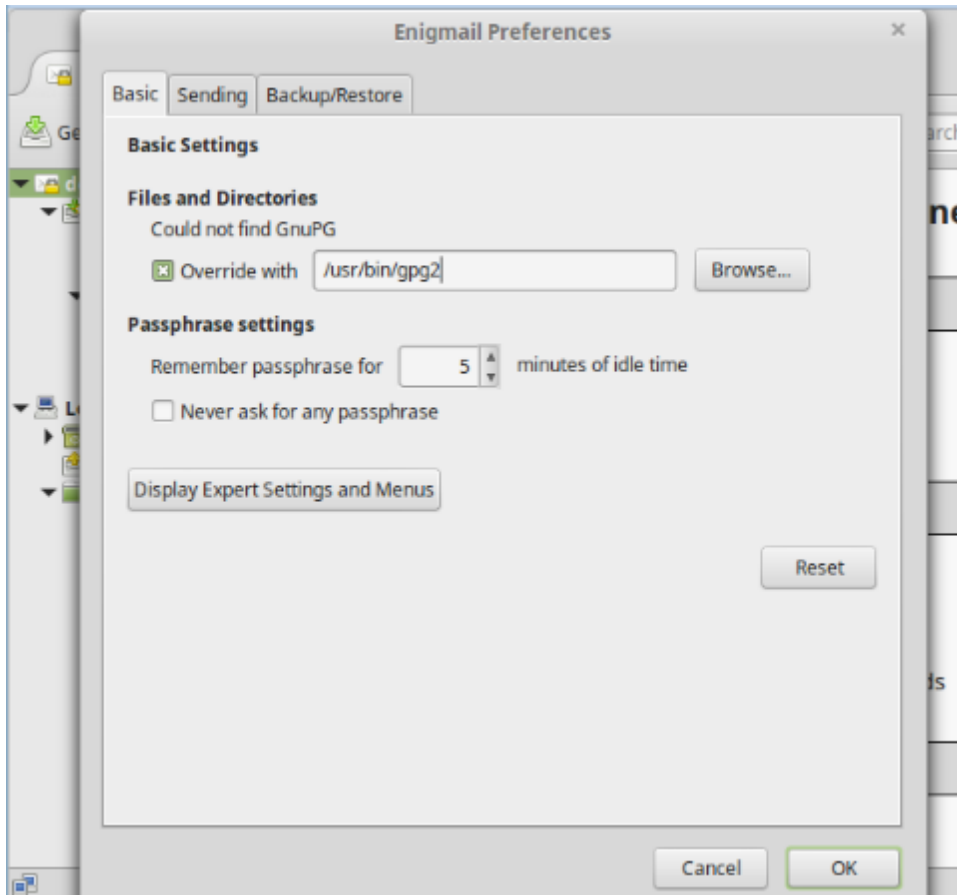 Enigmail Preferences
Basic Sending Backup/Restore
Ge
Basic Settings
Files and Directories
Could not find GnuPG
Override with /usr/bin/gpg2 Browse...
Passphrase settings
Remember passphrase for 5 minutes of idle time
Never ask for any passphrase
Display Expert Settings and Menus
Reset
Cancel OK